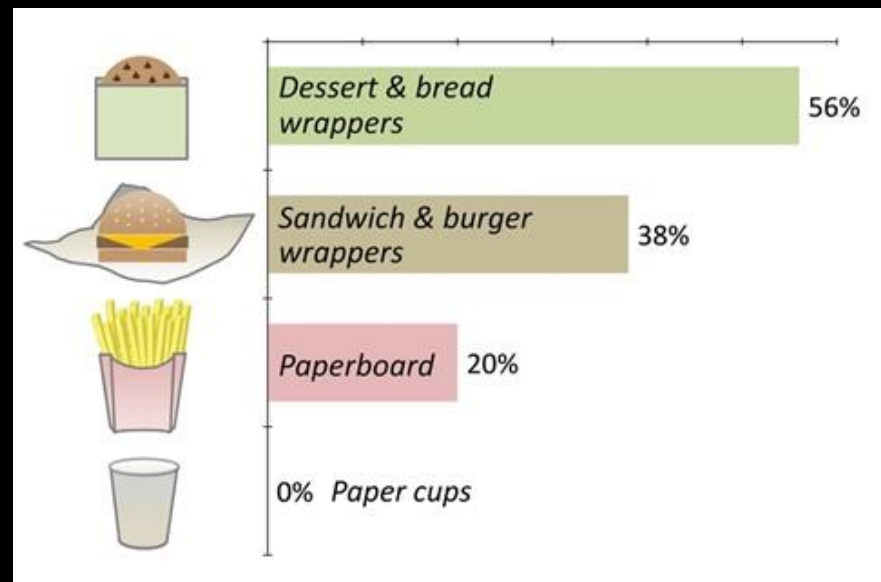 Dessert & bread
wrappers
56%
Sandwich & burger
wrappers
38%
Paperboard 20%
0% Paper cups